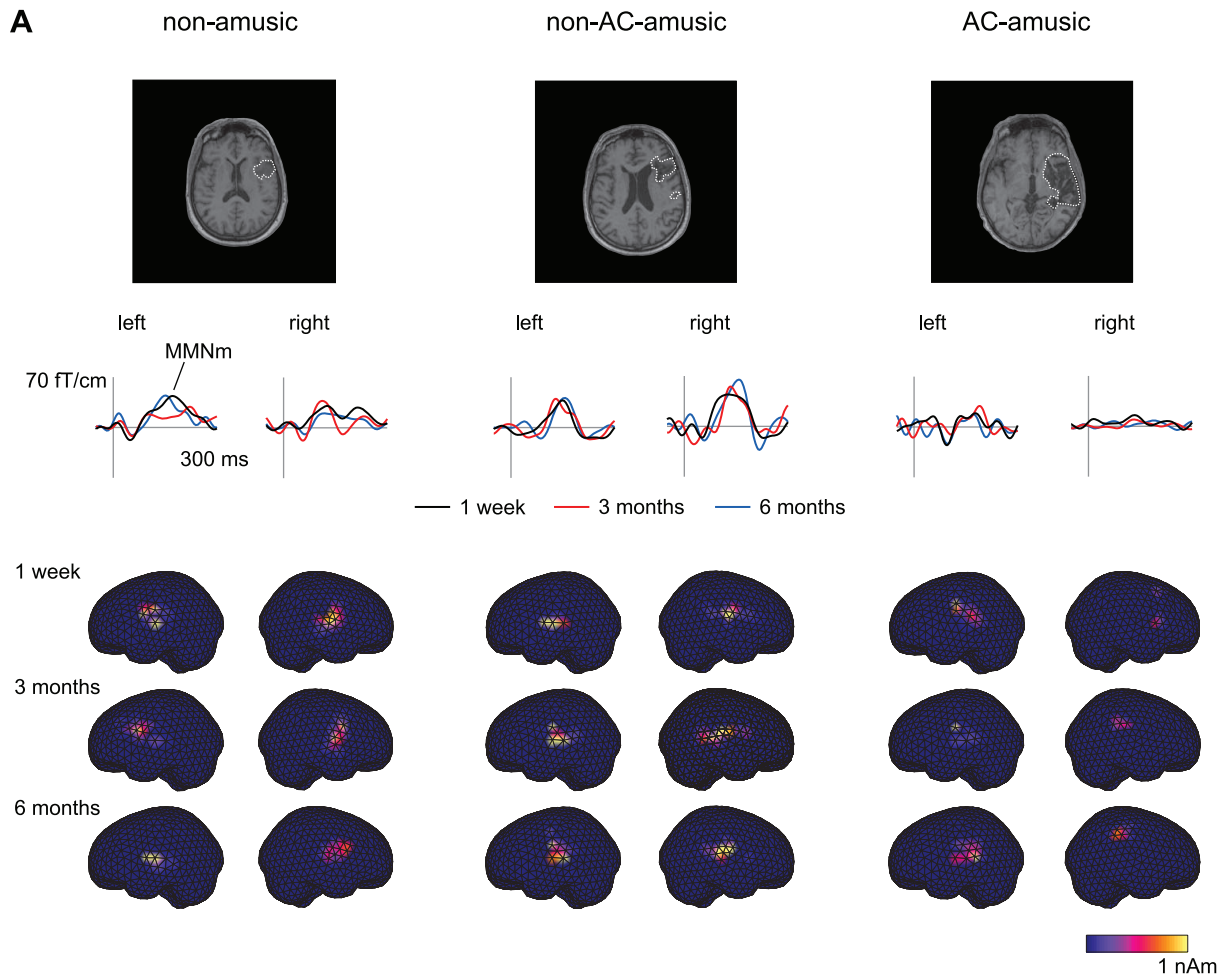 A
non-amusic
non-AC-amusic
AC-amusic
left
right
left
right
left
right
MMNm
70 fT/cm
300 ms
1 week
3 months
6 months
1 week
3 months
6 months
1 nAm